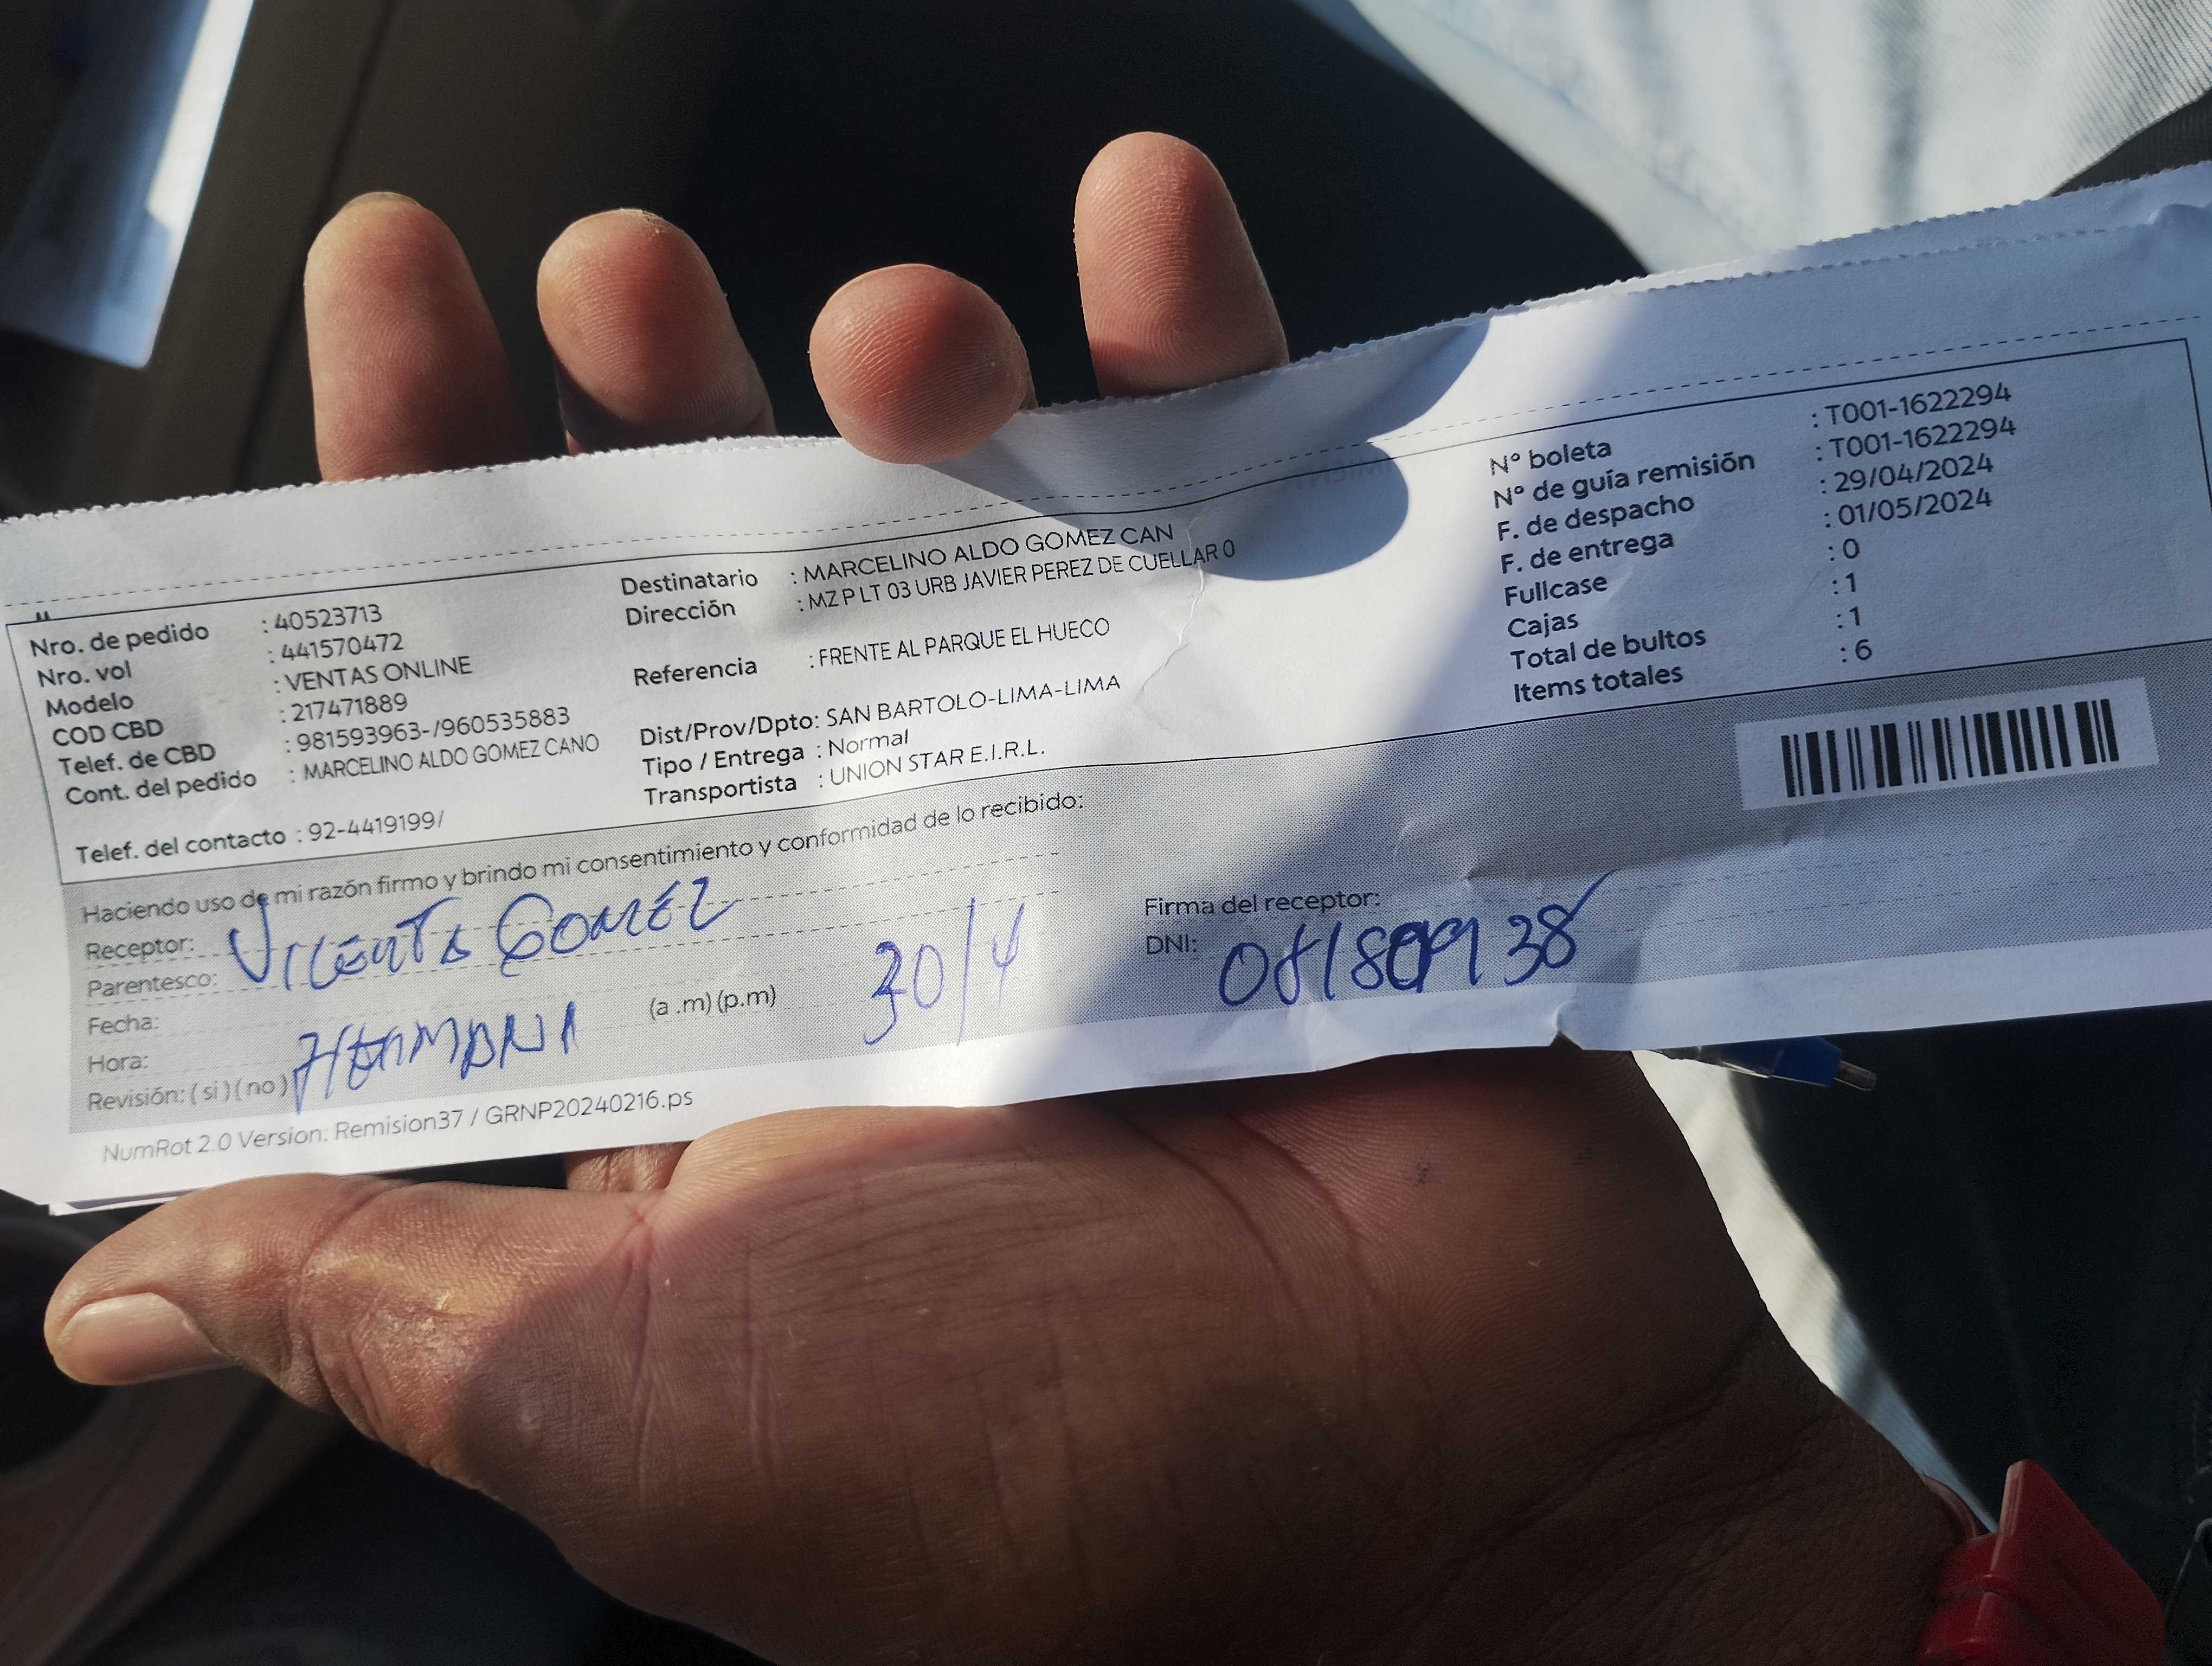 Nro. de pedido : 40523713
Nro. vol : 441570472
Modelo : VENTAS ONLINE
COD CBD : 217471889
Telef. de CBD : 981593963-/960535883
Cont. del pedido : MARCELINO ALDO GOMEZ CANO
Telef. del contacto : 92-4419199/
Destinatario : MARCELINO ALDO GOMEZ CAN
Dirección : MZ P LT 03 URB JAVIER PEREZ DE CUELLAR 0
Referencia : FRENTE AL PARQUE EL HUECO
Dist/Prov/Dpto: SAN BARTOLO-LIMA-LIMA
Tipo / Entrega : Normal
Transportista : UNION STAR E.I.R.L.
N° boleta : T001-1622294
N° de guía remisión : T001-1622294
F. de despacho : 29/04/2024
F. de entrega : 01/05/2024
Fullcase : 0
Cajas : 1
Total de bultos : 1
Items totales : 6
Haciendo uso de mi razón firmo y brindo mi consentimiento y conformidad de lo recibido:
Receptor: GOMEZ
Parentesco:
Fecha: 30/4
Hora: (a .m) (p.m)
Revisión: ( si ) ( no )
Firma del receptor:
DNI:
NumRot 2.0 Version: Remision37 / GRNP20240216.ps